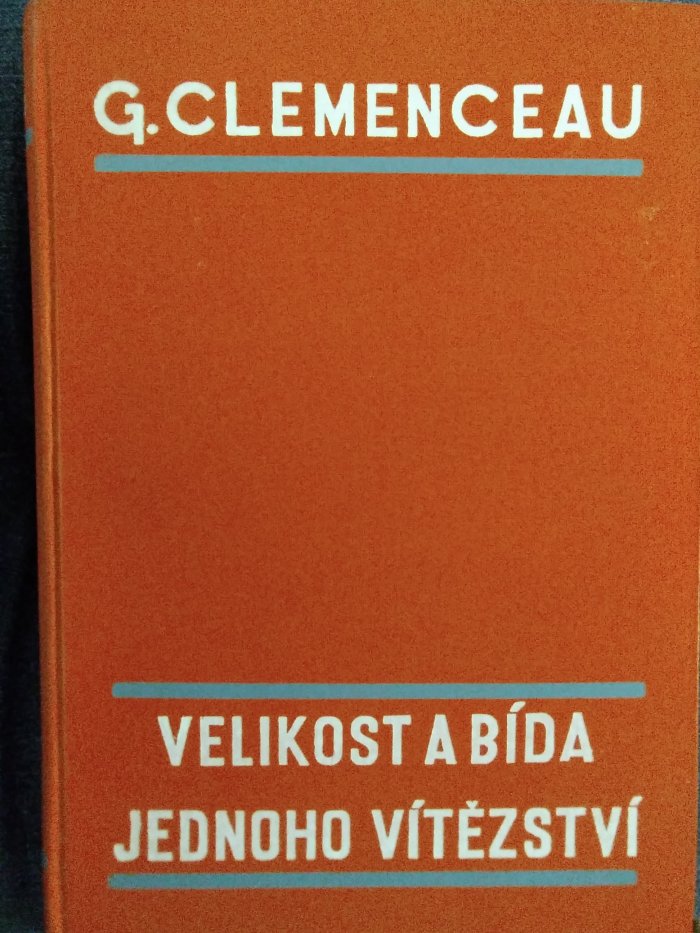 G. CLEMENCEAU
VELIKOST A BÍDA
JEDNOHO VÍTĚZSTVÍ